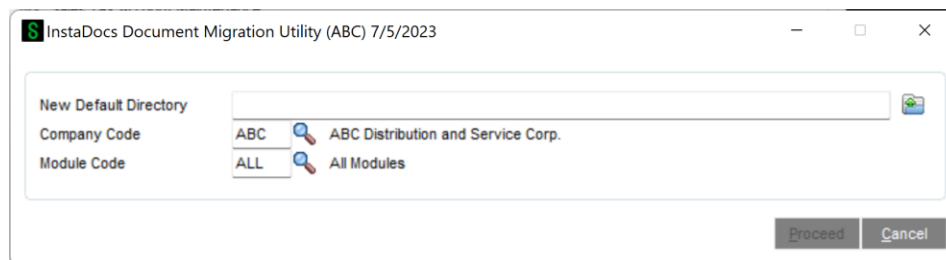 S InstaDocs Document Migration Utility (ABC) 7/5/2023
New Default Directory
Company Code ABC ABC Distribution and Service Corp.
Module Code ALL All Modules
Proceed Cancel